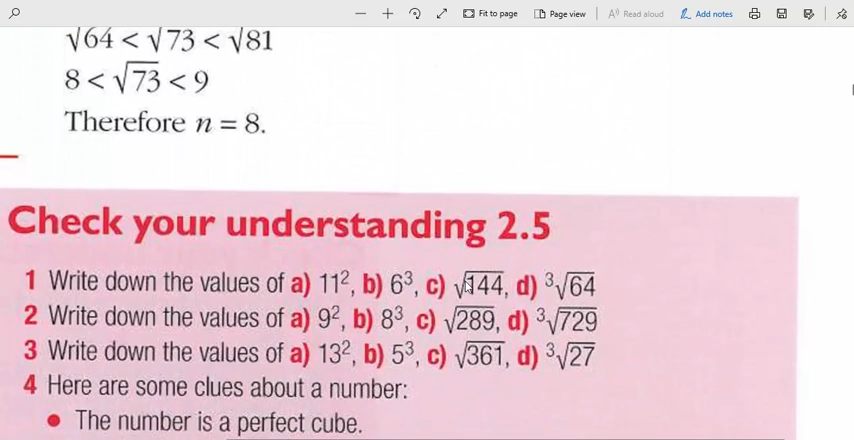 Fit to page Page view Read aloud Add notes
√64 < √73 < √81
8 < √73 < 9
Therefore n = 8.
Check your understanding 2.5
1 Write down the values of a) 11², b) 6³, c) √144, d) ³√64
2 Write down the values of a) 9², b) 8³, c) √289, d) ³√729
3 Write down the values of a) 13², b) 5³, c) √361, d) ³√27
4 Here are some clues about a number:
• The number is a perfect cube.